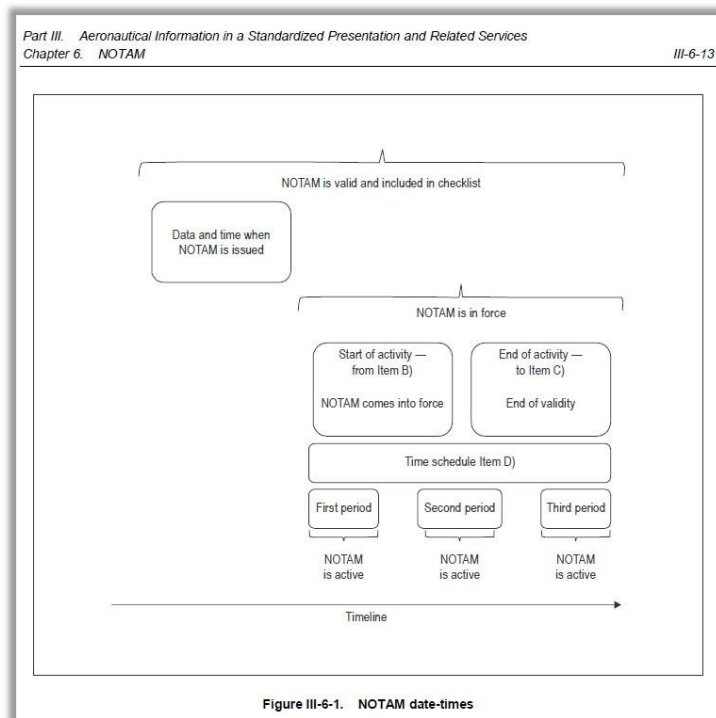 Part III. Aeronautical Information in a Standardized Presentation and Related Services
Chapter 6. NOTAM III-6-13
NOTAM is valid and included in checklist
Data and time when
NOTAM is issued
NOTAM is in force
Start of activity —
from Item B)
NOTAM comes into force
End of activity —
to Item C)
End of validity
Time schedule Item D)
First period
Second period
Third period
NOTAM
is active
NOTAM
is active
NOTAM
is active
Timeline
Figure III-6-1. NOTAM date-times